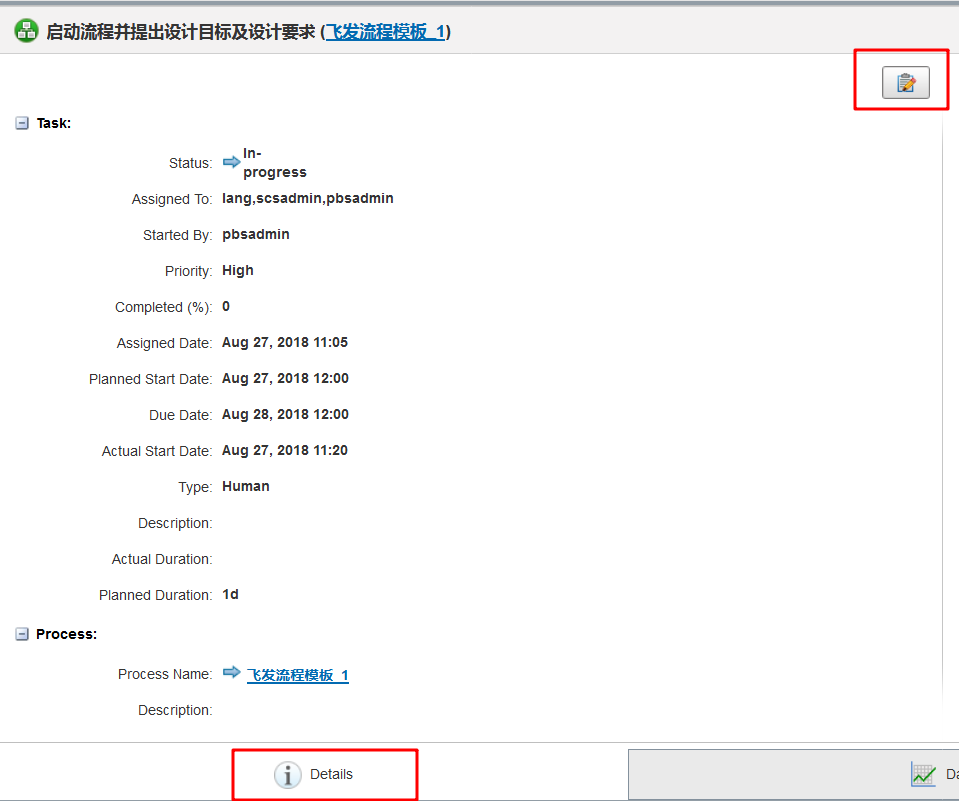 启动流程并提出设计目标及设计要求 (飞发流程模板_1)
Task:
Status: In-
progress
Assigned To: lang,scsadmin,pbsadmin
Started By: pbsadmin
Priority: High
Completed (%): 0
Assigned Date: Aug 27, 2018 11:05
Planned Start Date: Aug 27, 2018 12:00
Due Date: Aug 28, 2018 12:00
Actual Start Date: Aug 27, 2018 11:20
Type: Human
Description:
Actual Duration:
Planned Duration: 1d
Process:
Process Name: 飞发流程模板_1
Description:
Details Da